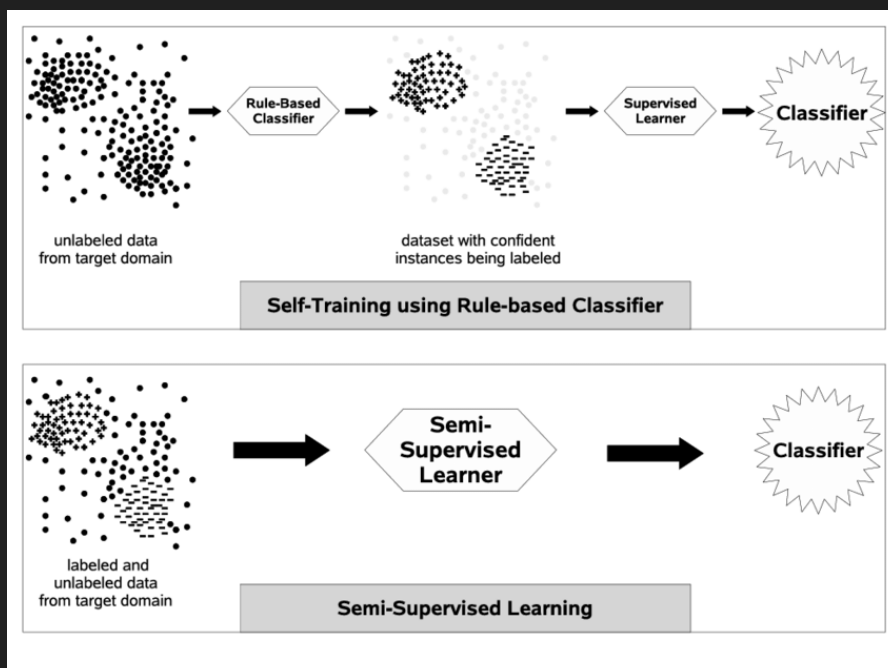 Rule-Based
Classifier
Supervised
Learner
Classifier
unlabeled data
from target domain
dataset with confident
instances being labeled
Self-Training using Rule-based Classifier
Semi-
Supervised
Learner
Classifier
labeled and
unlabeled data
from target domain
Semi-Supervised Learning